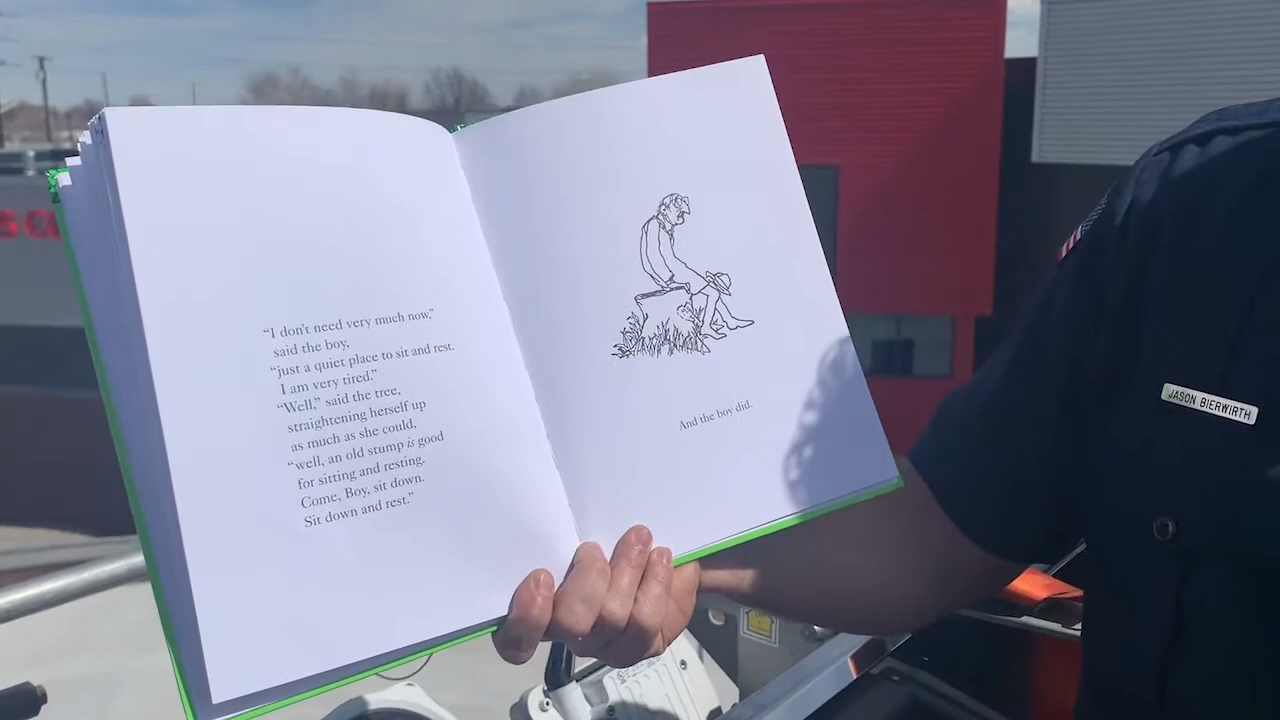 "I don't need very much now,"
said the boy,
"just a quiet place to sit and rest.
I am very tired."
"Well," said the tree,
straightening herself up
as much as she could,
"well, an old stump is good
for sitting and resting.
Come, Boy, sit down.
Sit down and rest."
And the boy did.
JASON BIERWIRTH